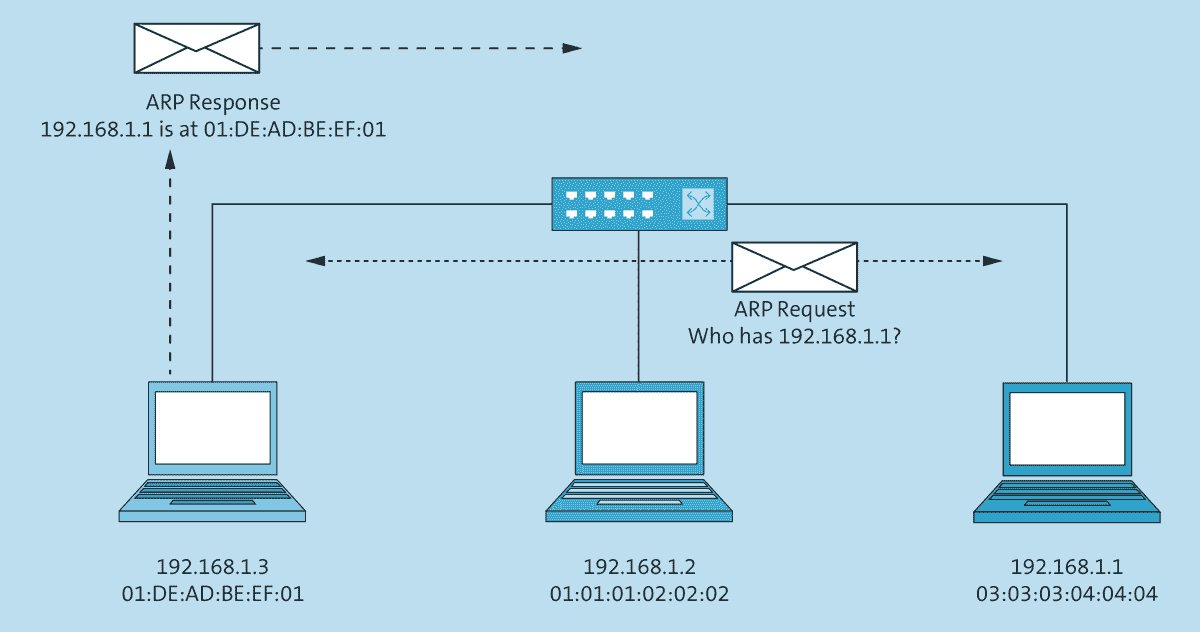 ARP Response
192.168.1.1 is at 01:DE:AD:BE:EF:01
ARP Request
Who has 192.168.1.1?
192.168.1.3
01:DE:AD:BE:EF:01
192.168.1.2
01:01:01:02:02:02
192.168.1.1
03:03:03:04:04:04